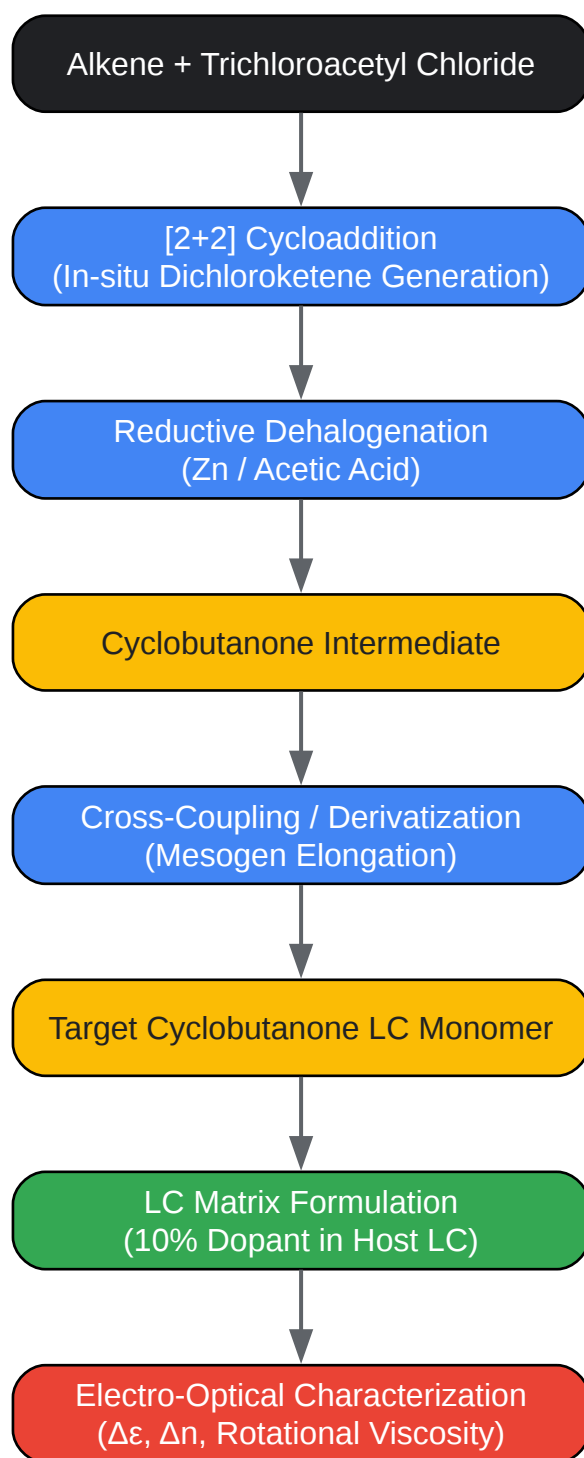 Alkene + Trichloroacetyl Chloride
[2+2] Cycloaddition
(In-situ Dichloroketene Generation)
Reductive Dehalogenation
(Zn / Acetic Acid)
Cyclobutanone Intermediate
Cross-Coupling / Derivatization
(Mesogen Elongation)
Target Cyclobutanone LC Monomer
LC Matrix Formulation
(10% Dopant in Host LC)
Electro-Optical Characterization
(Δε, Δn, Rotational Viscosity)